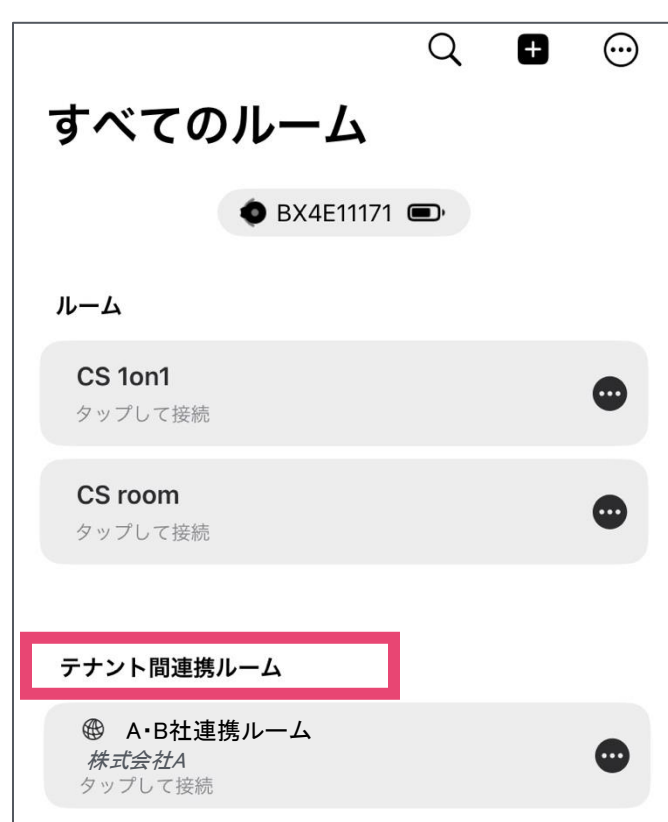 すべてのルーム
BX4E11171
ルーム
CS 1on1
タップして接続
CS room
タップして接続
テナント間連携ルーム
A・B社連携ルーム
株式会社A
タップして接続